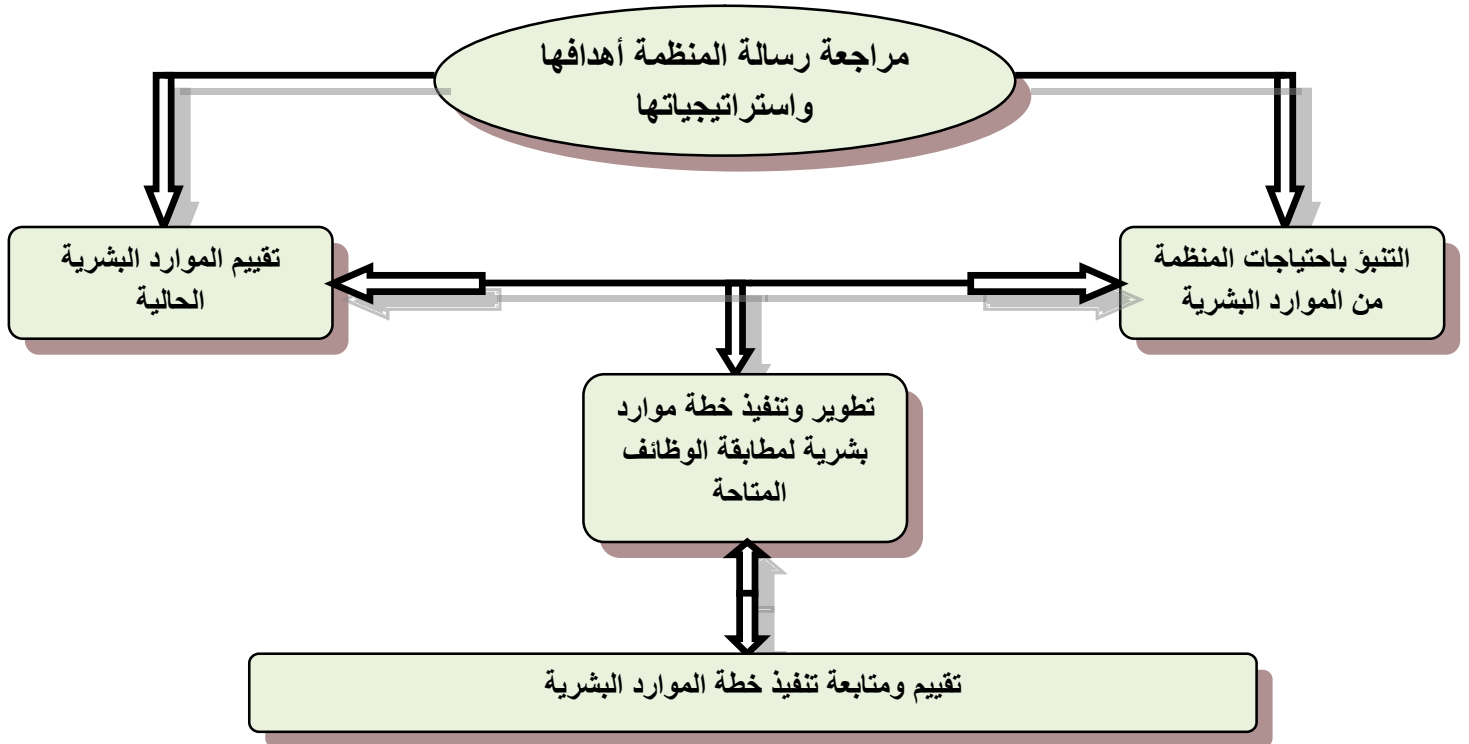 مراجعة رسالة المنظمة أهدافها
واستراتيجياتها
التنبؤ باحتياجات المنظمة
من الموارد البشرية
تقييم الموارد البشرية
الحالية
تطوير وتنفيذ خطة موارد
بشرية لمطابقة الوظائف
المتاحة
تقييم ومتابعة تنفيذ خطة الموارد البشرية